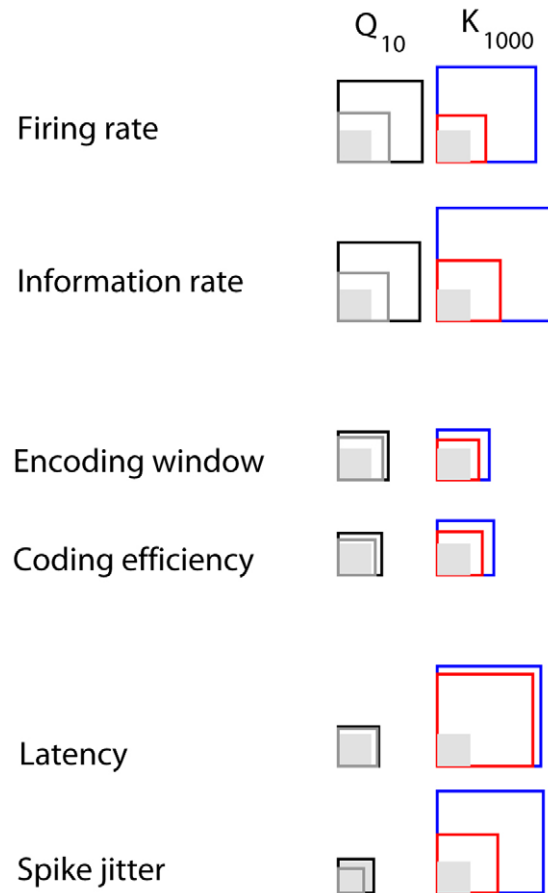 Q10 K1000
Firing rate
Information rate
Encoding window
Coding efficiency
Latency
Spike jitter